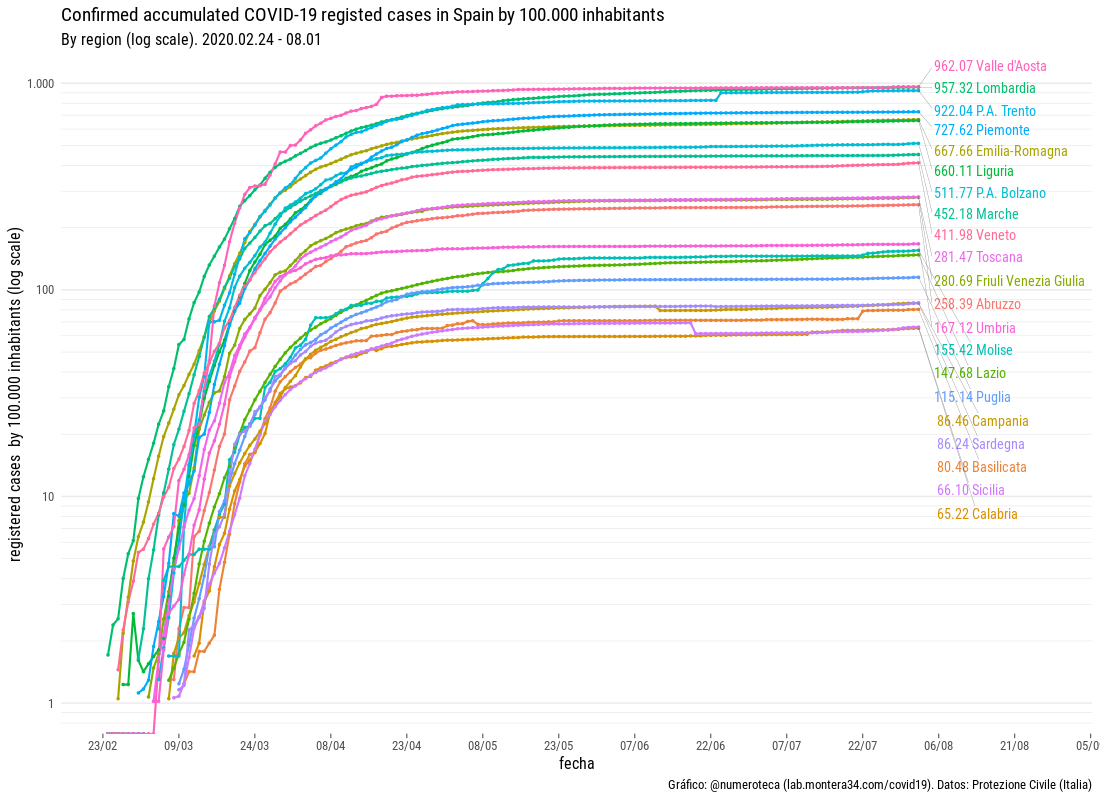 Confirmed accumulated COVID-19 registed cases in Spain by 100.000 inhabitants
By region (log scale). 2020.02.24 - 08.01
registered cases  by 100.000 inhabitants (log scale)
1.000
100
10
1
962.07 Valle d'Aosta
957.32 Lombardia
922.04 P.A. Trento
727.62 Piemonte
667.66 Emilia-Romagna
660.11 Liguria
511.77 P.A. Bolzano
452.18 Marche
411.98 Veneto
281.47 Toscana
280.69 Friuli Venezia Giulia
258.39 Abruzzo
167.12 Umbria
155.42 Molise
147.68 Lazio
115.14 Puglia
86.46 Campania
86.24 Sardegna
80.48 Basilicata
66.10 Sicilia
65.22 Calabria
23/02 09/03 24/03 08/04 23/04 08/05 23/05 07/06 22/06 07/07 22/07 06/08 21/08 05/0
fecha
Gráfico: @numeroteca (lab.montera34.com/covid19). Datos: Protezione Civile (Italia)